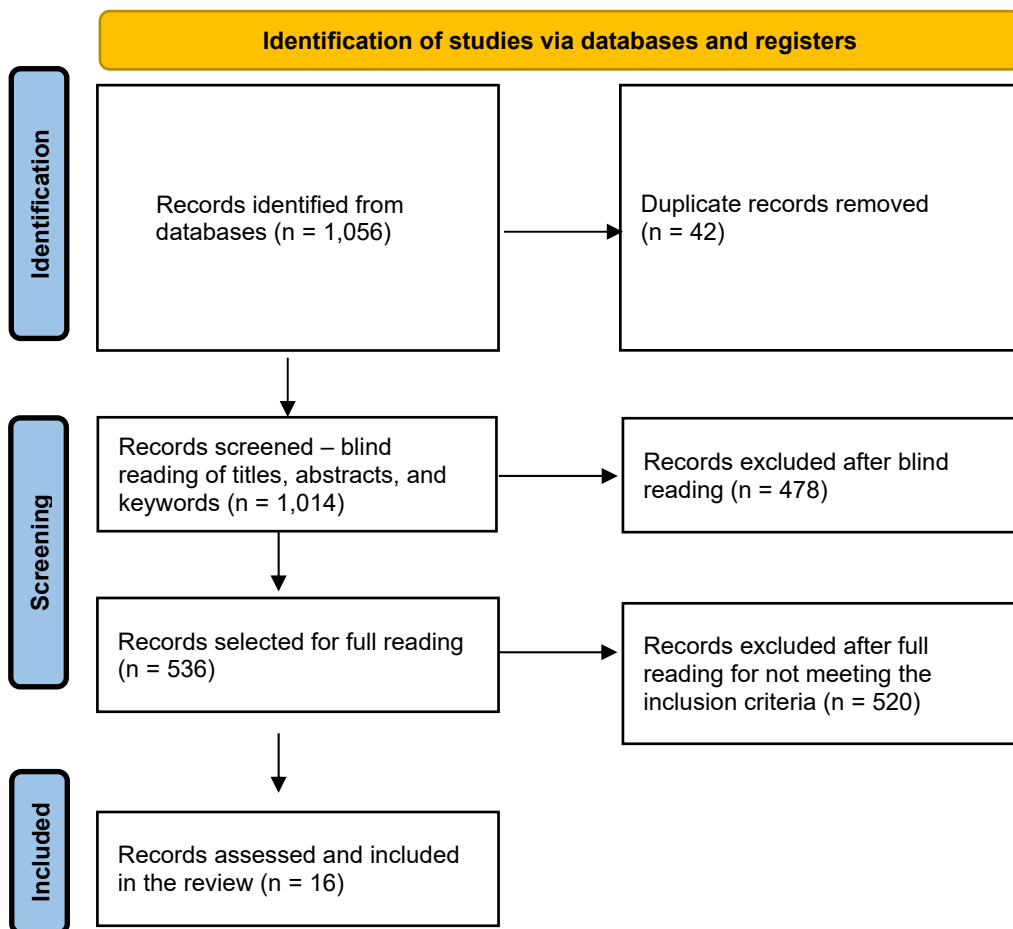 Identification of studies via databases and registers
Identification
Records identified from
databases (n = 1,056)
Duplicate records removed
(n = 42)
Screening
Records screened – blind
reading of titles, abstracts, and
keywords (n = 1,014)
Records excluded after blind
reading (n = 478)
Records selected for full reading
(n = 536)
Records excluded after full
reading for not meeting the
inclusion criteria (n = 520)
Included
Records assessed and included
in the review (n = 16)